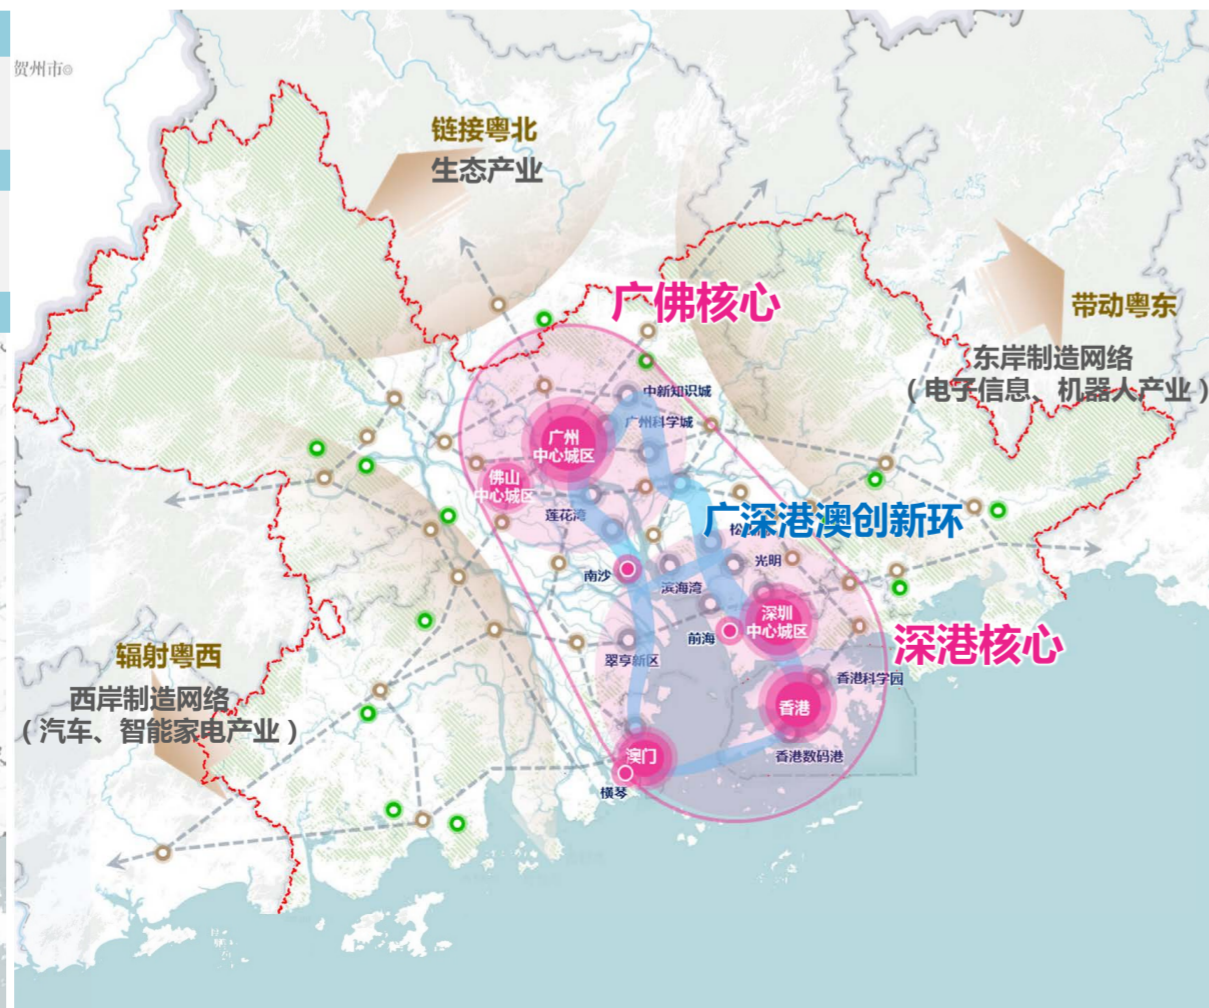 贺州市
链接粤北
生态产业
广佛核心
带动粤东
东岸制造网络
（电子信息、机器人产业）
中新知识城
广州科学城
广州
中心城区
佛山
中心城区
莲花湾
广深港澳创新环
松
光明
南沙
滨海湾
深圳
中心城区
前海
深港核心
翠亨新区
辐射粤西
西岸制造网络
（汽车、智能家电产业）
香港科学园
香港
澳门
香港数码港
横琴